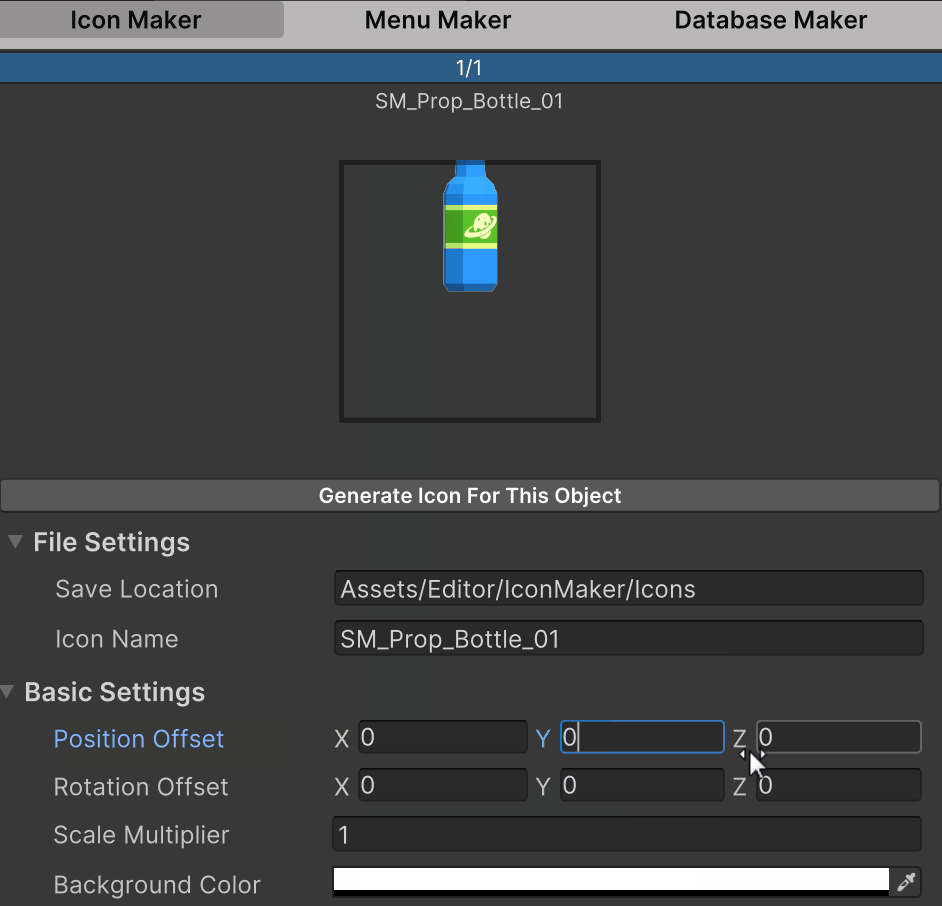 Icon Maker Menu Maker Database Maker
1/1
SM_Prop_Bottle_01
Generate Icon For This Object
File Settings
Save Location Assets/Editor/IconMaker/Icons
Icon Name SM_Prop_Bottle_01
Basic Settings
Position Offset X 0 Y 0 Z 0
Rotation Offset X 0 Y 0 Z 0
Scale Multiplier 1
Background Color